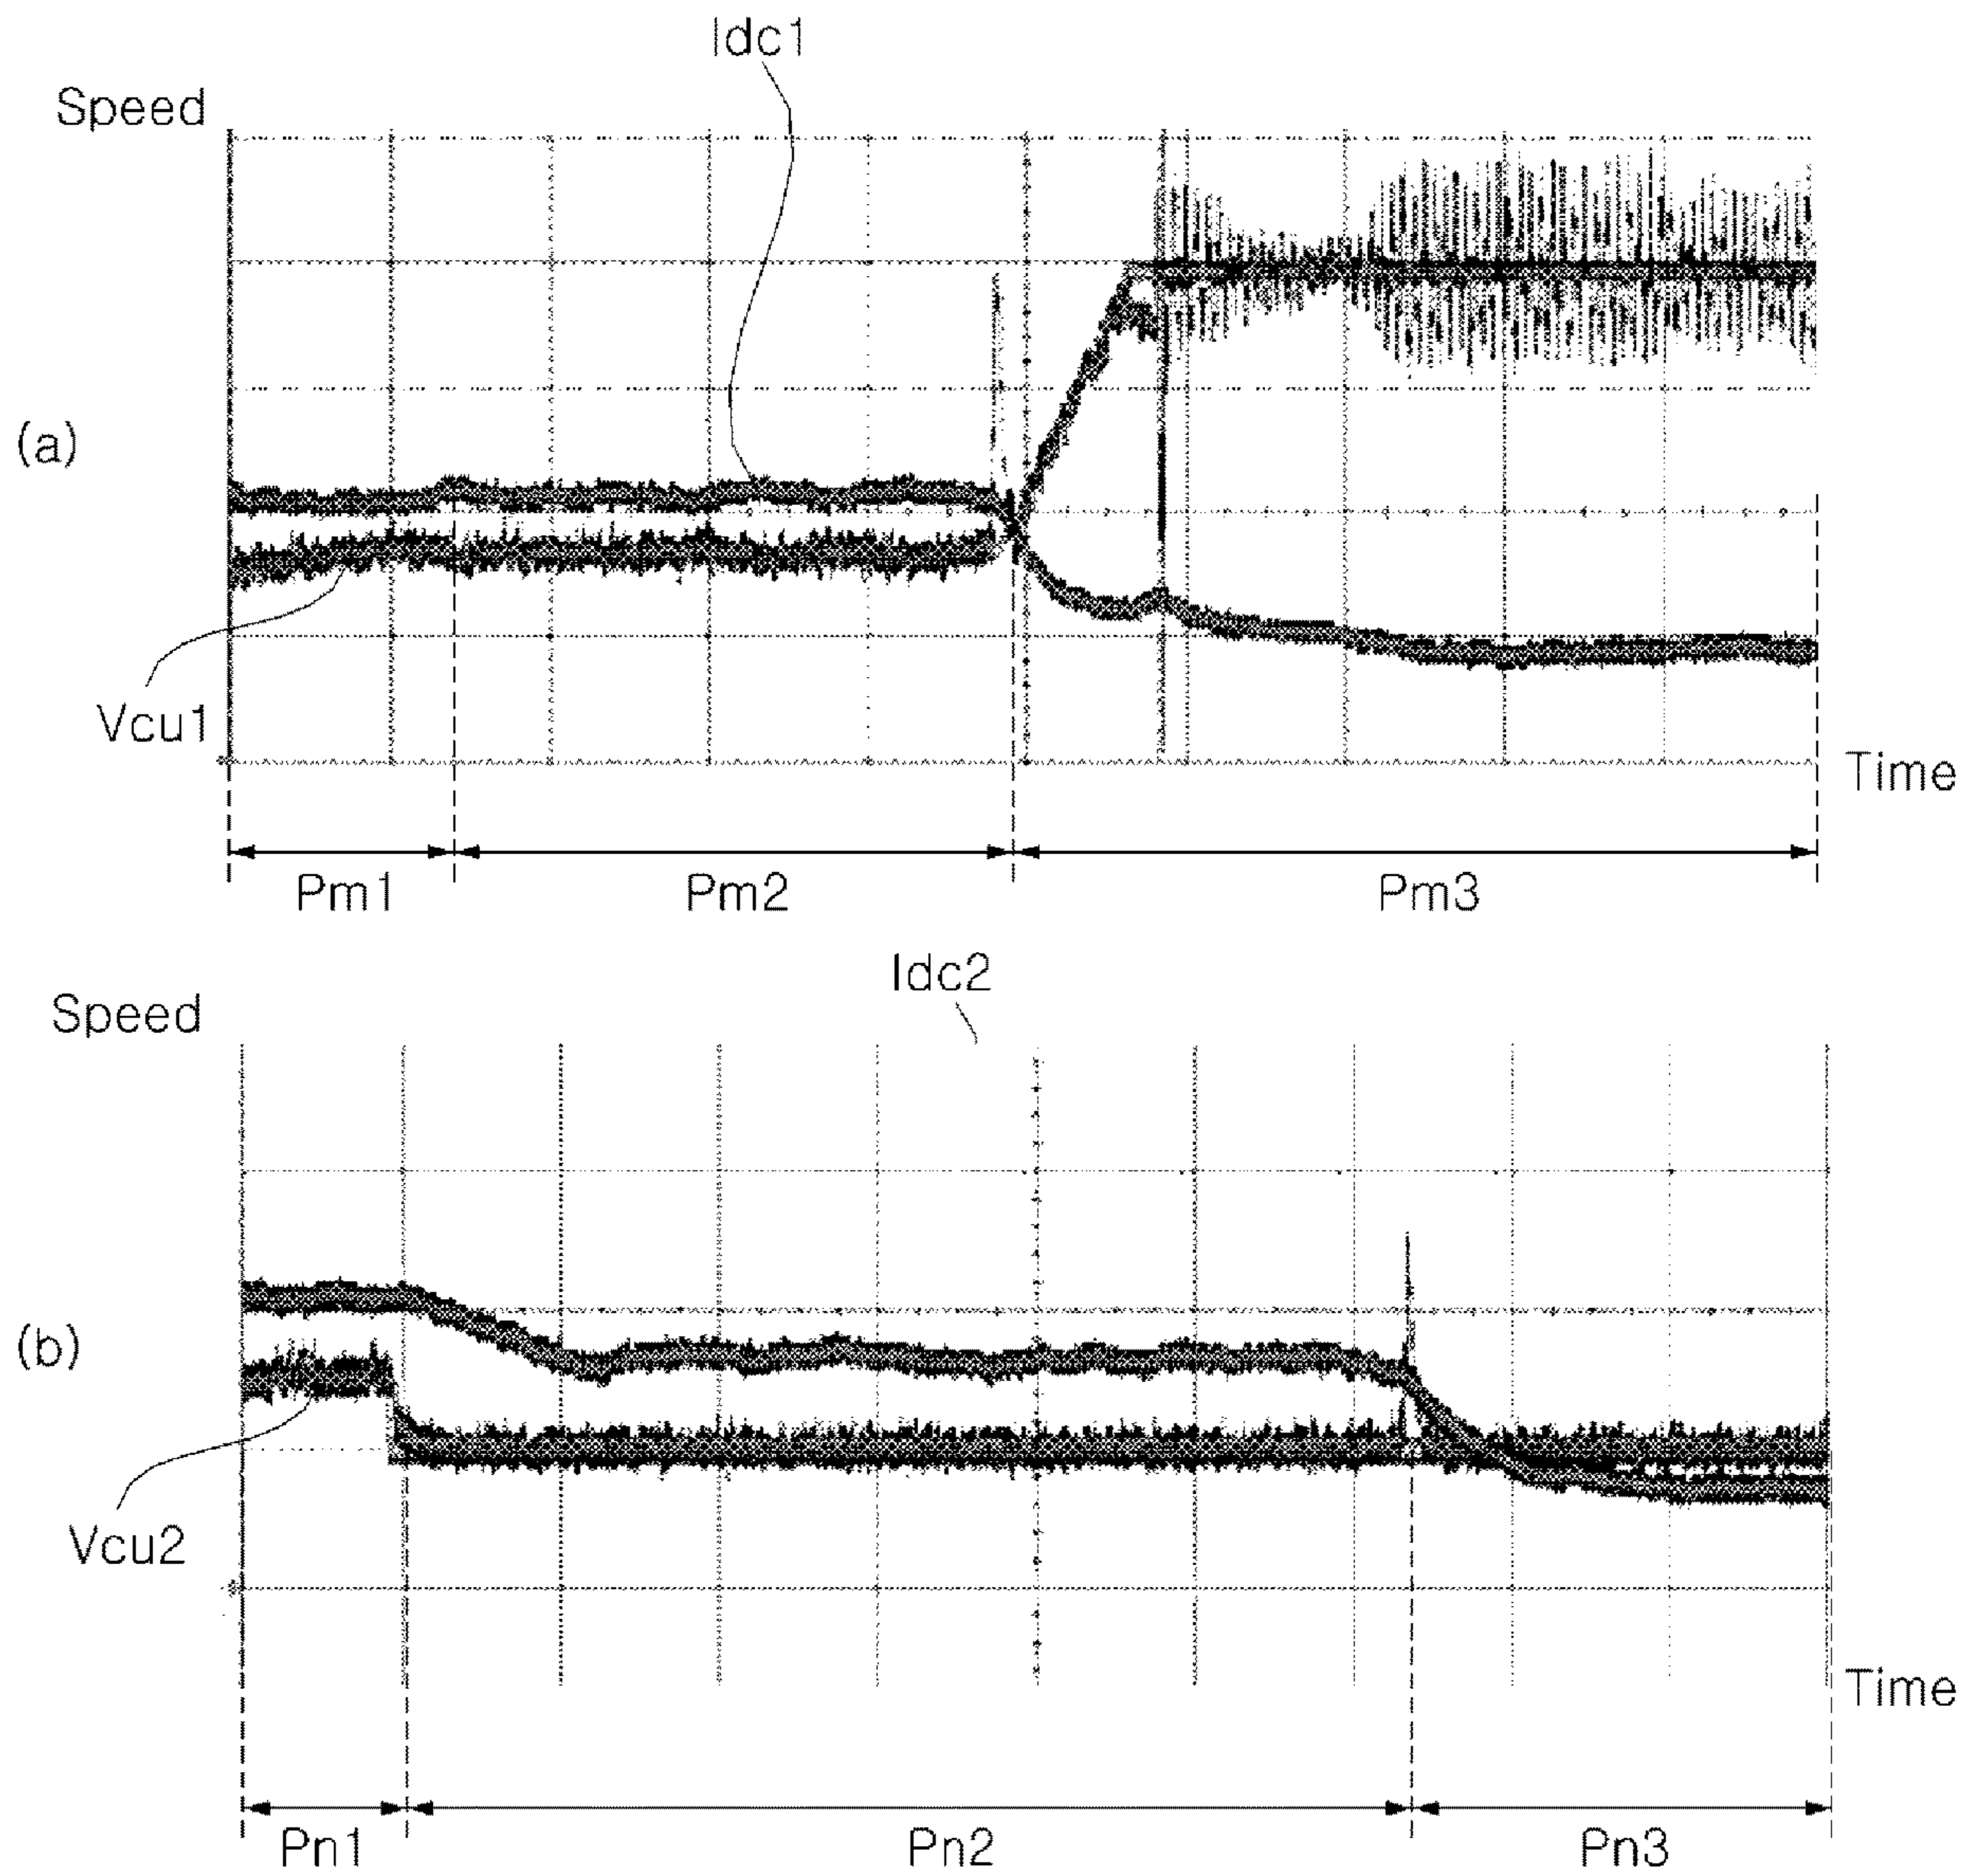 Idc1
Speed
(a)
Vcu1
Time
Pm1 Pm2 Pm3
Idc2
Speed
(b)
Vcu2
Time
Pn1 Pn2 Pn3